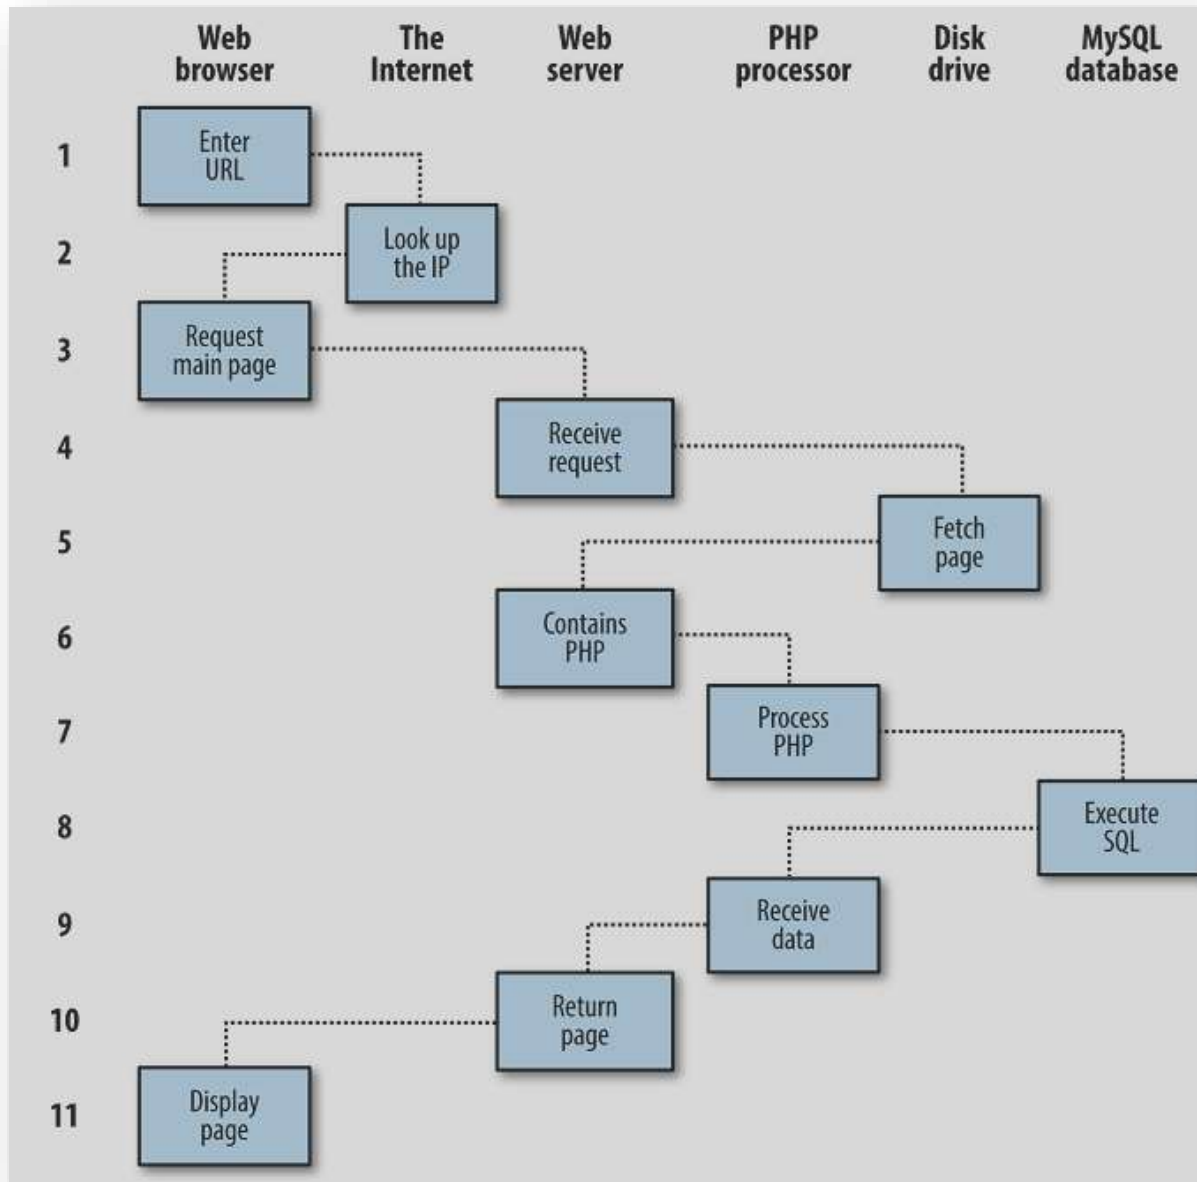 Web The Web PHP Disk MySQL
browser Internet server processor drive database
1
Enter
URL
2
Look up
the IP
3
Request
main page
4
Receive
request
5
Fetch
page
6
Contains
PHP
7
Process
PHP
8
Execute
SQL
9
Receive
data
10
Return
page
11
Display
page